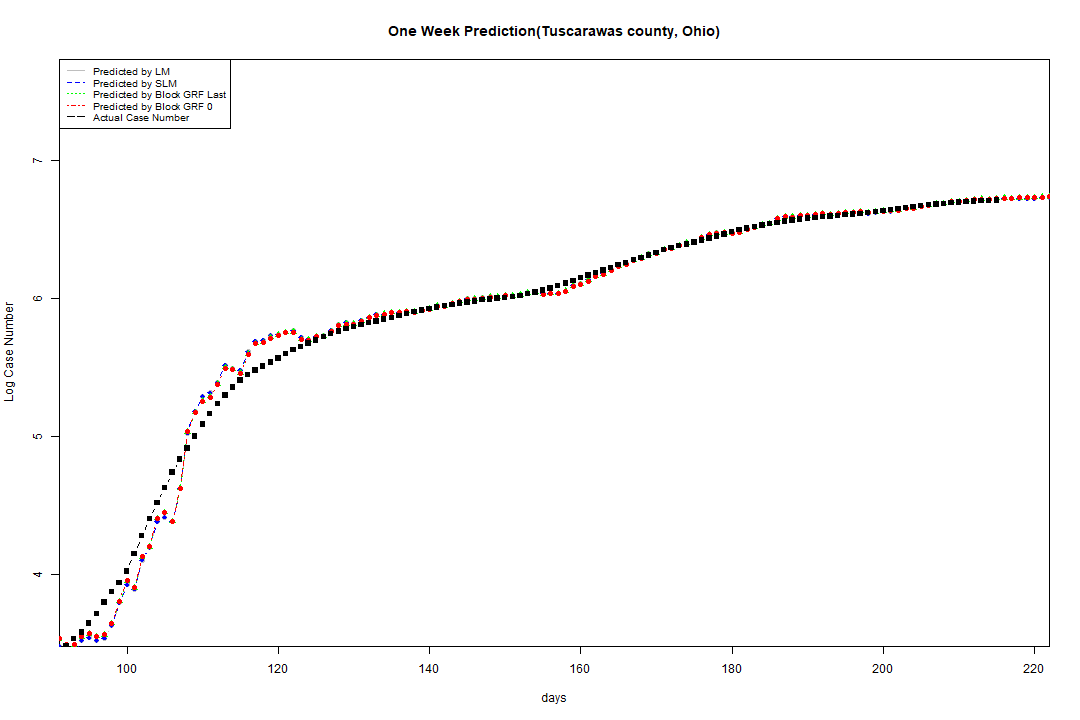 One Week Prediction(Tuscarawas county, Ohio)
Predicted by LM
Predicted by SLM
Predicted by Block GRF Last
Predicted by Block GRF 0
Actual Case Number
7
6
5
4
Log Case Number
100 120 140 160 180 200 220
days